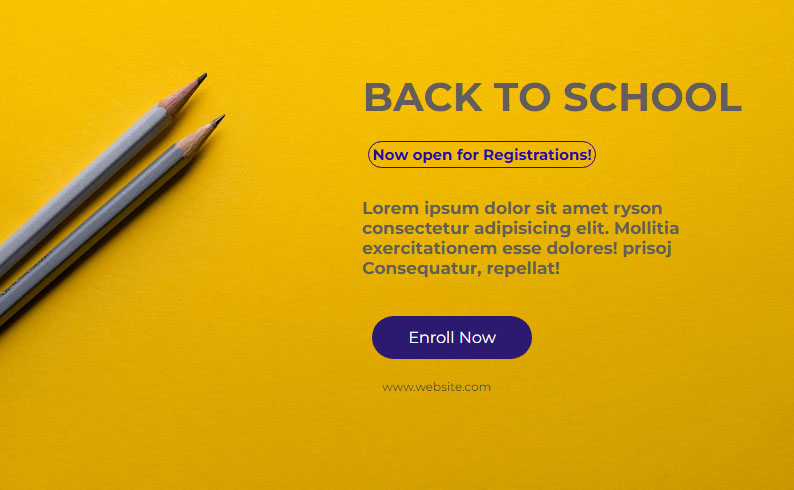 BACK TO SCHOOL
Now open for Registrations!
Lorem ipsum dolor sit amet ryson
consectetur adipisicing elit. Mollitia
exercitationem esse dolores! prisoj
Consequatur, repellat!
Enroll Now
www.website.com